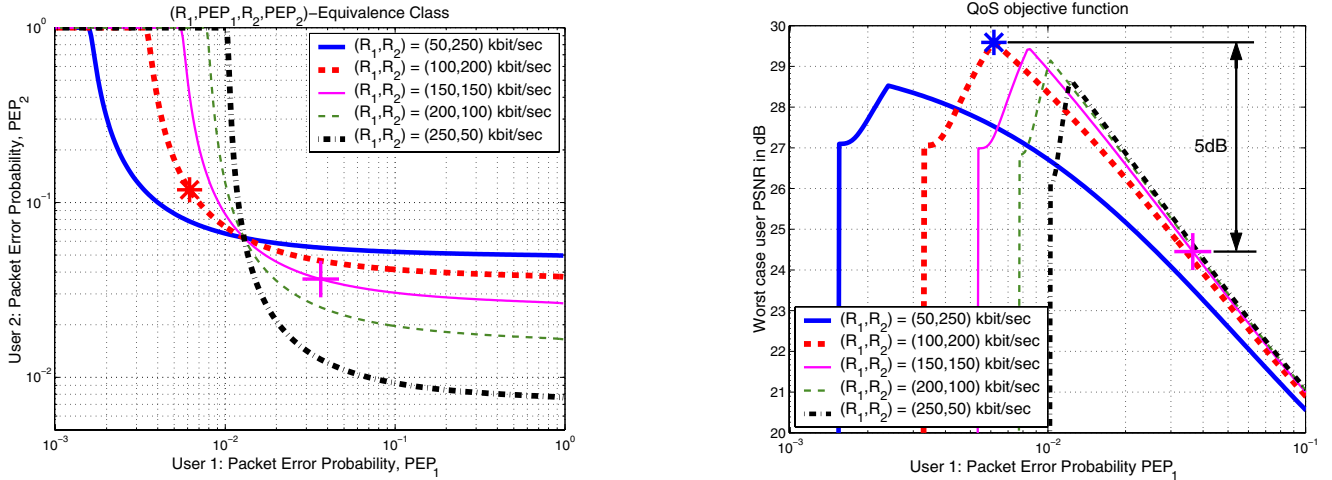 (R1,PEP1,R2,PEP2)−Equivalence Class
10^0
10^−1
10^−2
User 2: Packet Error Probability, PEP2
(R1,R2) = (50,250) kbit/sec
(R1,R2) = (100,200) kbit/sec
(R1,R2) = (150,150) kbit/sec
(R1,R2) = (200,100) kbit/sec
(R1,R2) = (250,50) kbit/sec
10^−3
10^−2
10^−1
10^0
User 1: Packet Error Probability, PEP1
QoS objective function
30
29
28
27
26
25
24
23
22
21
20
Worst case user PSNR in dB
5dB
(R1,R2) = (50,250) kbit/sec
(R1,R2) = (100,200) kbit/sec
(R1,R2) = (150,150) kbit/sec
(R1,R2) = (200,100) kbit/sec
(R1,R2) = (250,50) kbit/sec
10^−3
10^−2
10^−1
User 1: Packet Error Probability PEP1